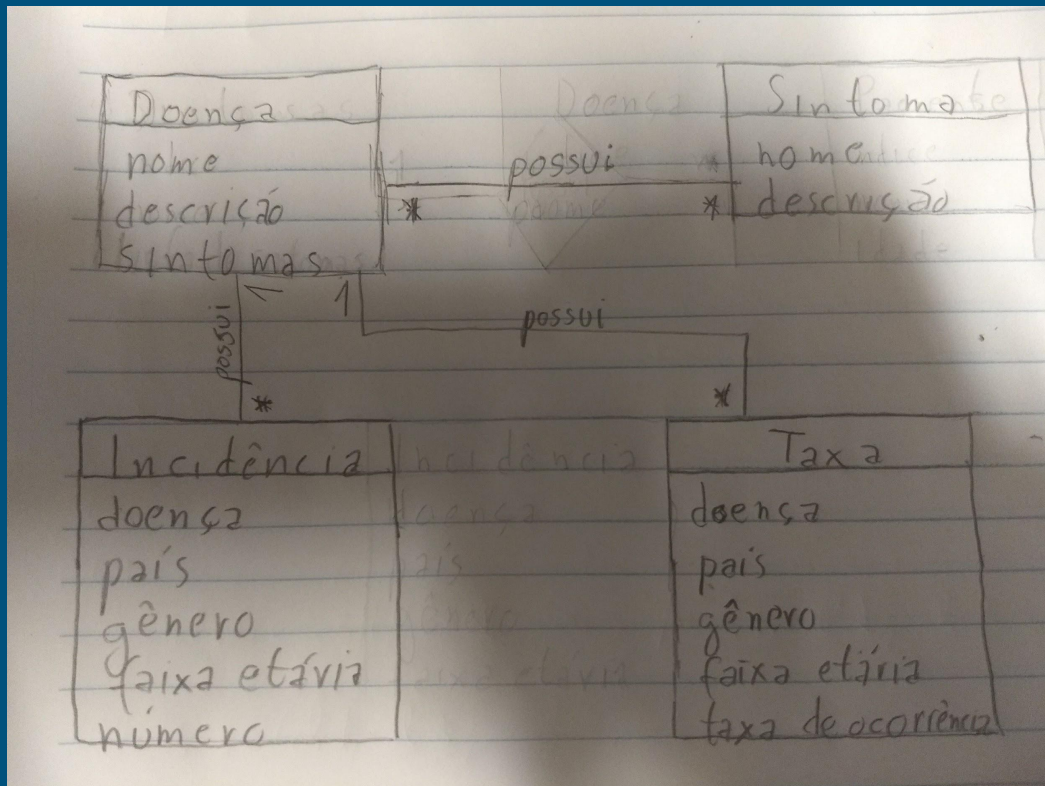 Doença
nome
descrição
sintomas
possui
*
*
Sintoma
nome
descrição
1
possui
*
1
possui
*
Incidência
doença
país
gênero
faixa etária
número
Taxa
doença
país
gênero
faixa etária
taxa de ocorrência